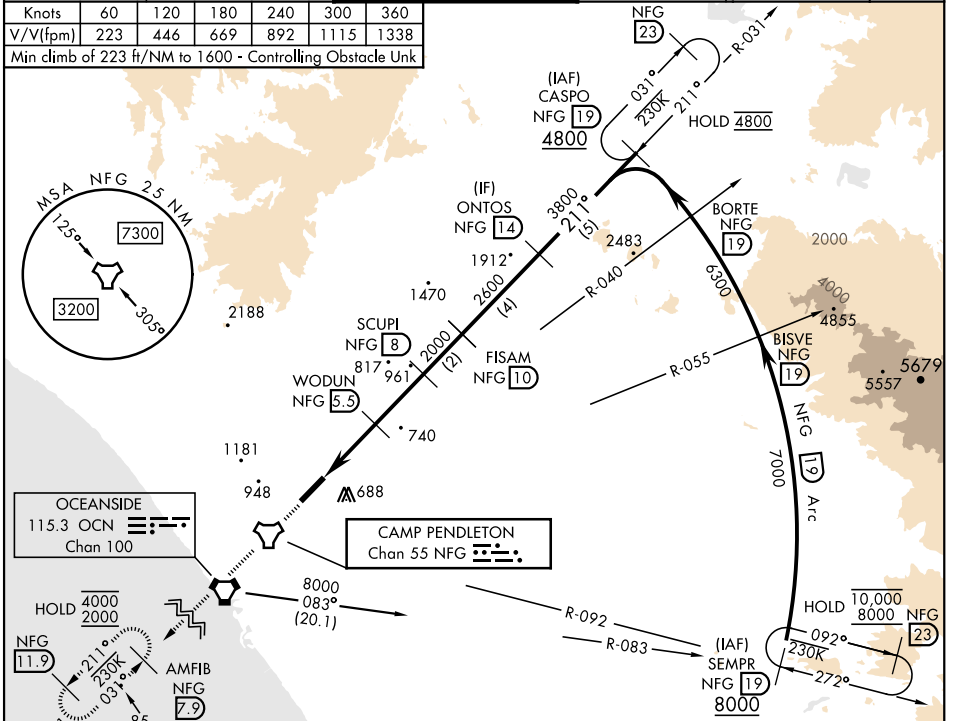 Knots 60 120 180 240 300 360
V/V(fpm) 223 446 669 892 1115 1338
Min climb of 223 ft/NM to 1600 - Controlling Obstacle Unk
NFG
23
R-031
031°
230K
211°
(IAF)
CASPO
NFG 19
4800
HOLD 4800
MSA NFG 25 NM
125°
7300
3200
305°
(IF)
ONTOS
NFG 14
3800
211°
(5)
BORTE
NFG
19
2000
2483
1912
R-040
6300
4000
4855
1470
2600
(4)
2188
SCUPI
NFG 8
2000
(2)
FISAM
NFG 10
R-055
BISVE
NFG
19
5557
5679
817
961
WODUN
NFG 5.5
740
NFG 19 Arc
7000
1181
948
688
OCEANSIDE
115.3 OCN
Chan 100
CAMP PENDLETON
Chan 55 NFG
8000
083°
(20.1)
R-092
R-083
HOLD 4000
2000
NFG
11.9
211°
230K
031°
AMFIB
NFG
7.9
(IAF)
SEMPR
NFG 19
8000
HOLD 10,000
8000
NFG
23
092°
230K
272°